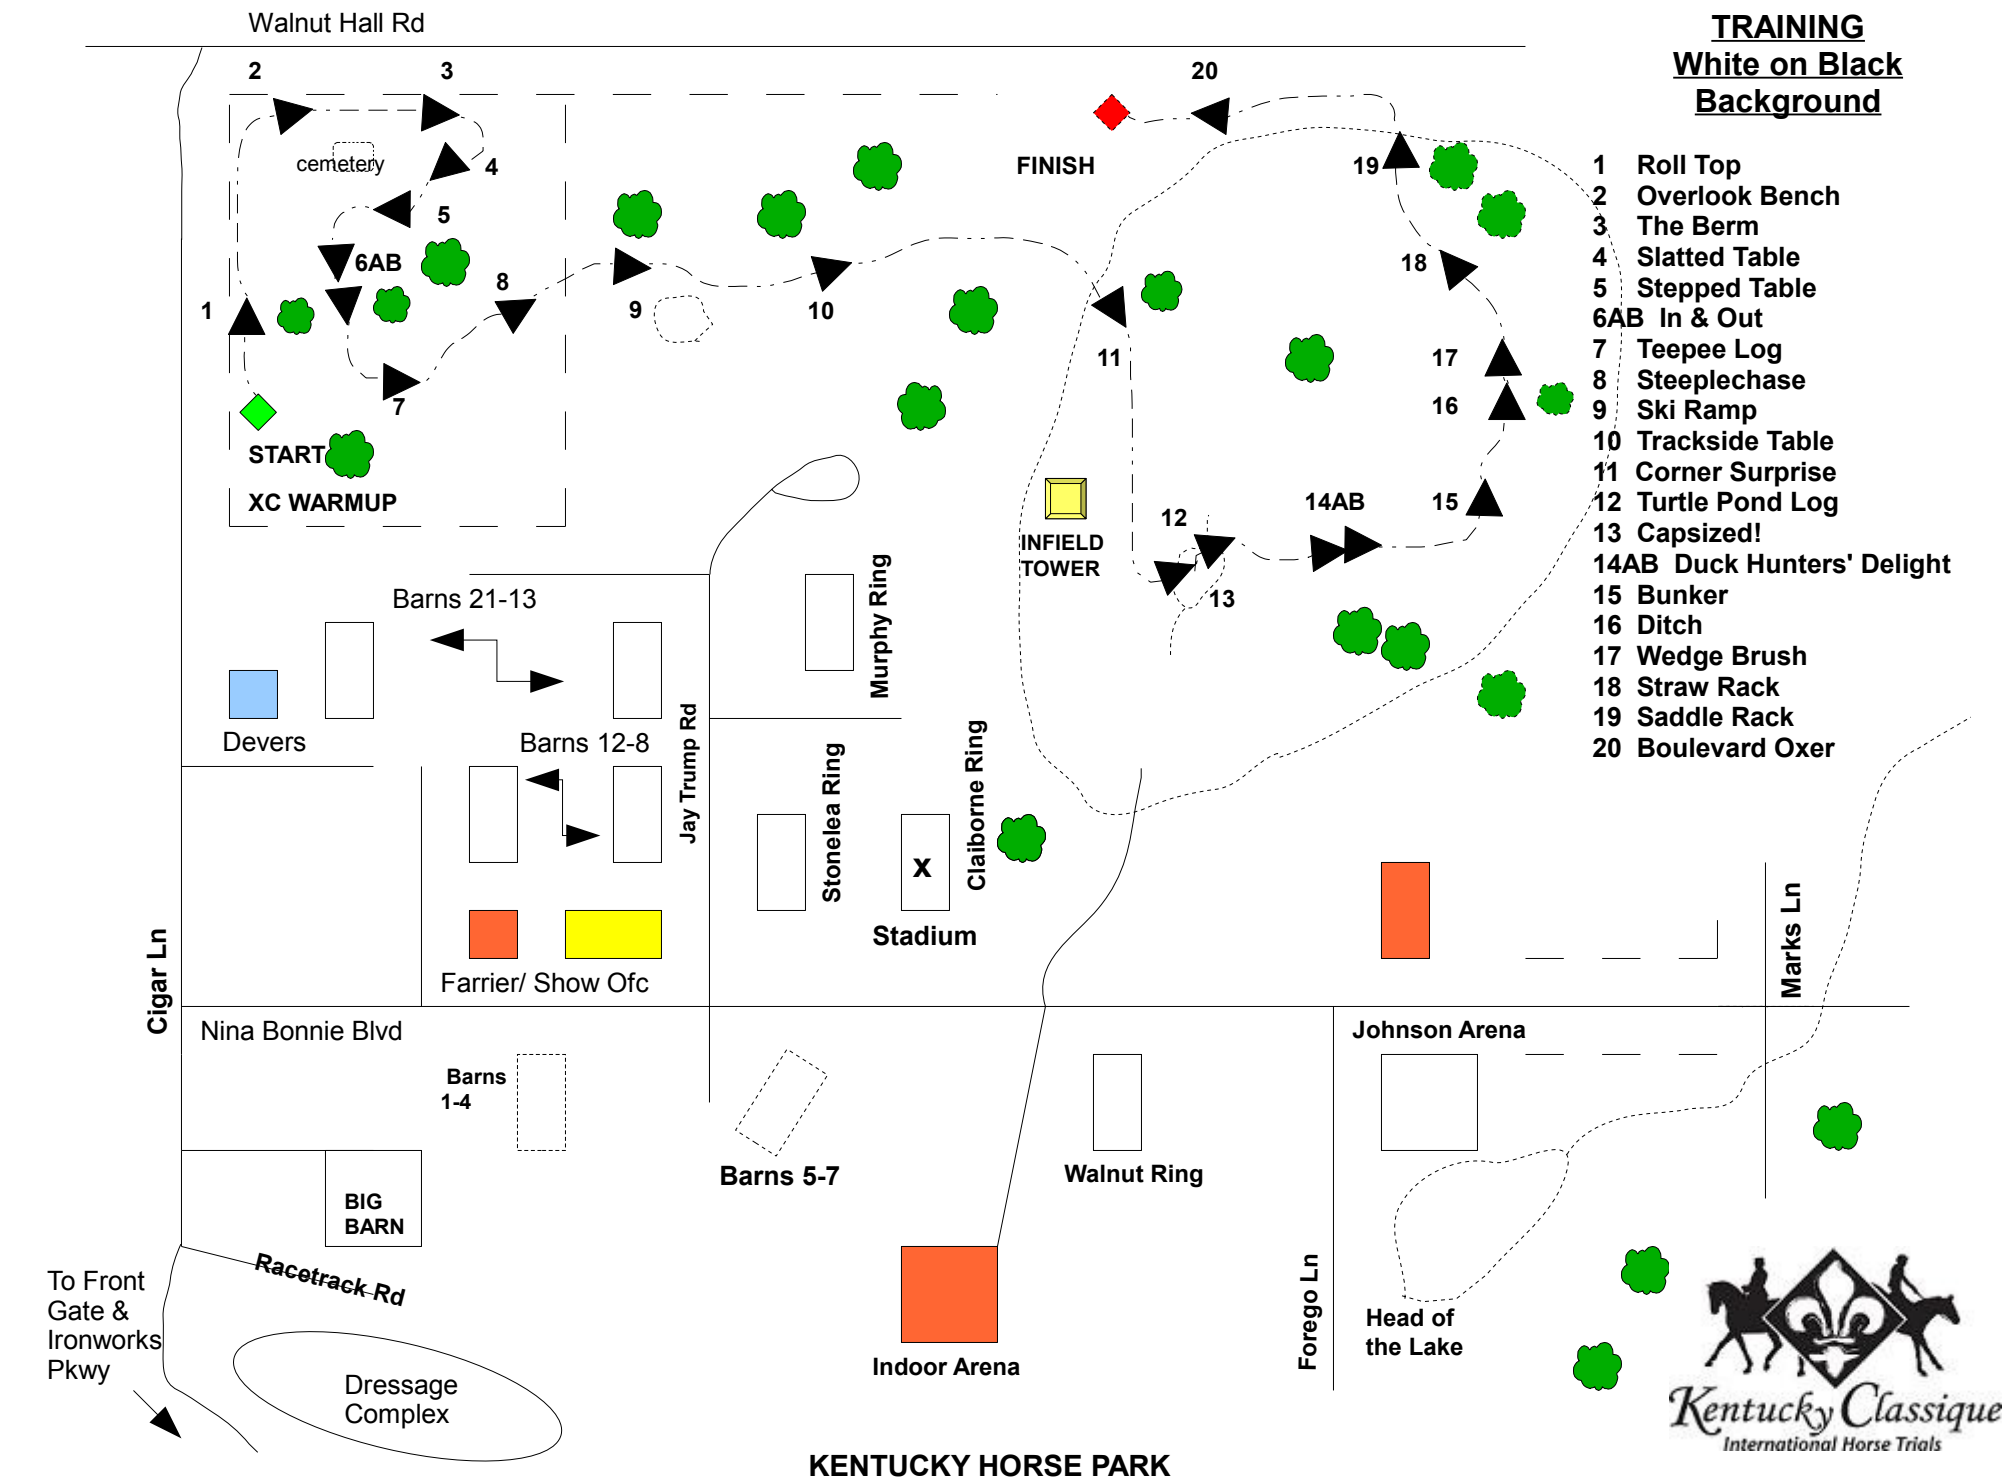 Walnut Hall Rd
TRAINING
White on Black
Background
2
3
20
cemetery
4
FINISH
19
5
6AB
18
1
8
9
10
11
17
16
7
START
XC WARMUP
12
14AB
15
INFIELD
TOWER
13
1 Roll Top
2 Overlook Bench
3 The Berm
4 Slatted Table
5 Stepped Table
6AB In & Out
7 Teepee Log
8 Steeplechase
9 Ski Ramp
10 Trackside Table
11 Corner Surprise
12 Turtle Pond Log
13 Capsized!
14AB Duck Hunters' Delight
15 Bunker
16 Ditch
17 Wedge Brush
18 Straw Rack
19 Saddle Rack
20 Boulevard Oxer
Barns 21-13
Murphy Ring
Devers
Barns 12-8
Jay Trump Rd
Stonelea Ring
Claiborne Ring
x
Stadium
Farrier/ Show Ofc
Cigar Ln
Marks Ln
Nina Bonnie Blvd
Johnson Arena
Barns
1-4
Barns 5-7
Walnut Ring
BIG
BARN
Racetrack Rd
To Front
Gate &
Ironworks
Pkwy
Dressage
Complex
Indoor Arena
Forego Ln
Head of
the Lake
Kentucky Classique
International Horse Trials
KENTUCKY HORSE PARK